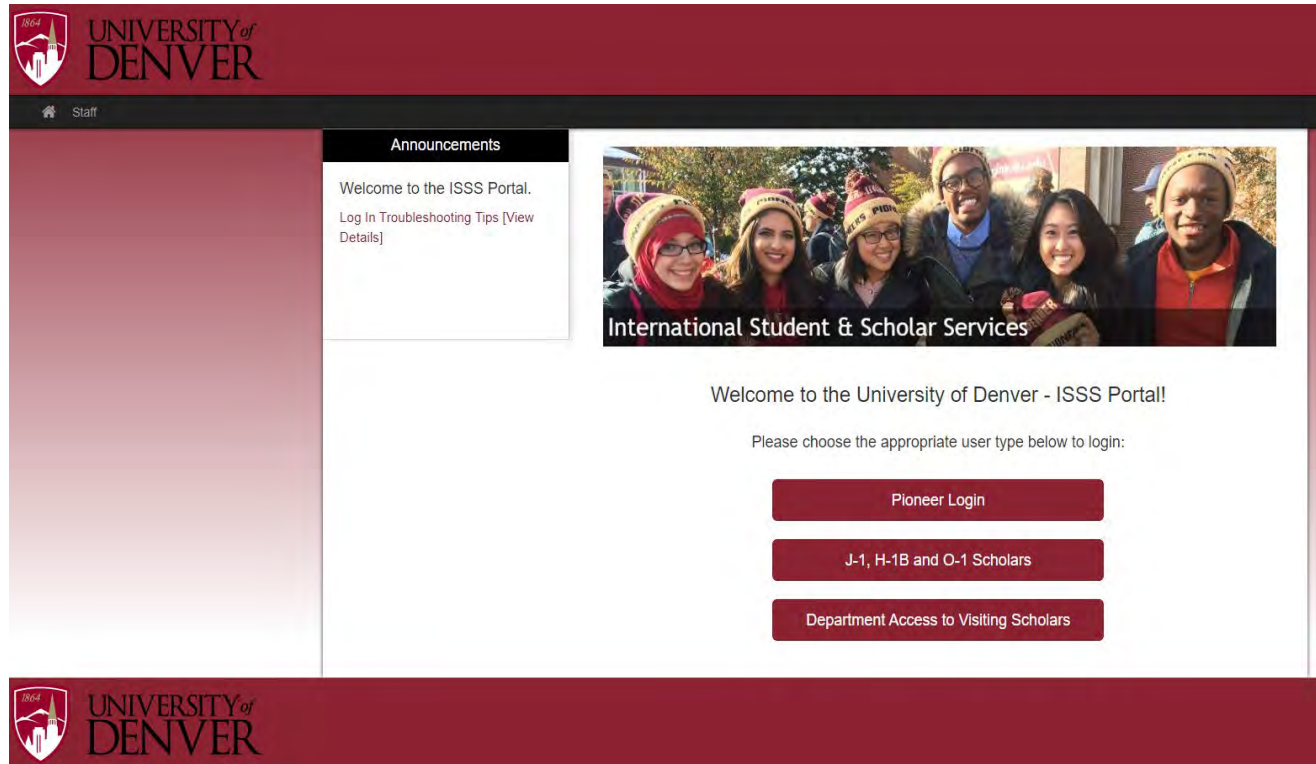 1864
UNIVERSITY of
DENVER
Staff
Announcements
Welcome to the ISSS Portal.
Log In Troubleshooting Tips [View
Details]
PIONEERS
International Student & Scholar Services
Welcome to the University of Denver - ISSS Portal!
Please choose the appropriate user type below to login:
Pioneer Login
J-1, H-1B and O-1 Scholars
Department Access to Visiting Scholars
1864
UNIVERSITY of
DENVER